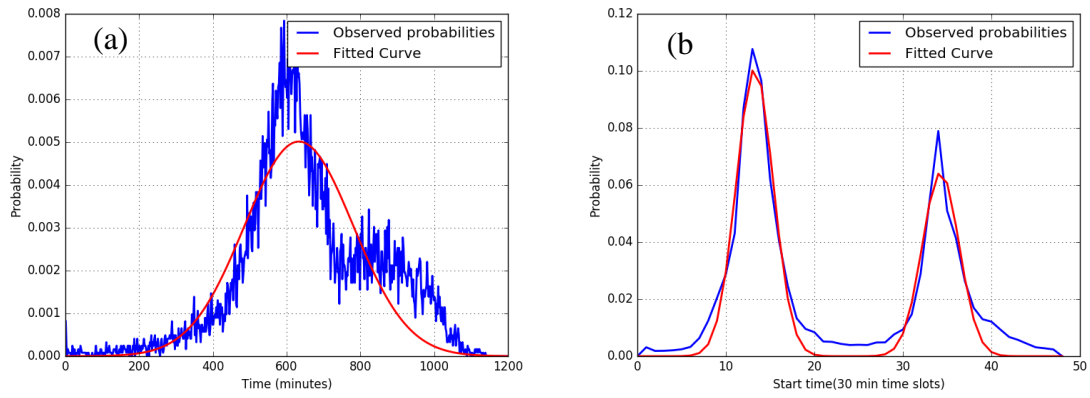 (a)
Observed probabilities
Fitted Curve
0.008
0.007
0.006
0.005
0.004
0.003
0.002
0.001
0.000
Probability
0
200
400
600
800
1000
1200
Time (minutes)
(b)
Observed probabilities
Fitted Curve
0.12
0.10
0.08
0.06
0.04
0.02
0.00
Probability
0
10
20
30
40
50
Start time(30 min time slots)